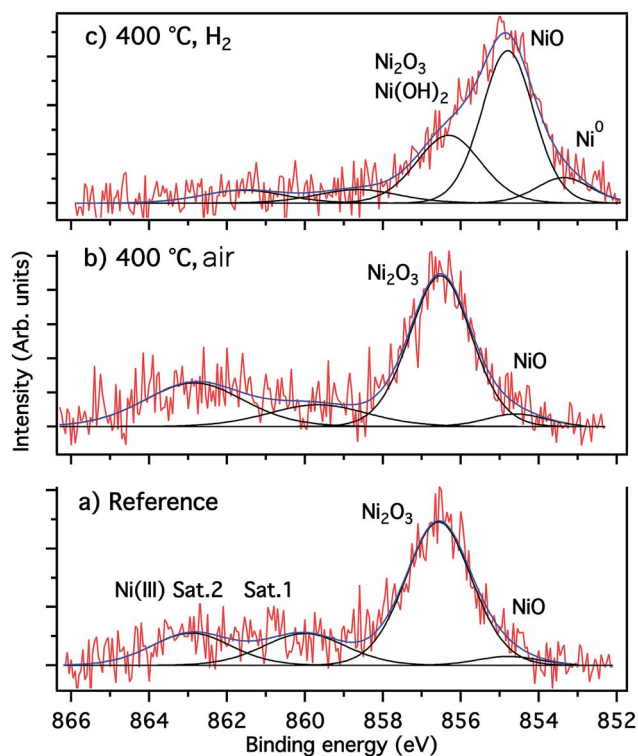 c) 400 °C, H₂
NiO
Ni₂O₃
Ni(OH)₂
Ni⁰
b) 400 °C, air
Ni₂O₃
NiO
Intensity (Arb. units)
a) Reference
Ni₂O₃
Ni(III) Sat.2 Sat.1
NiO
866 864 862 860 858 856 854 852
Binding energy (eV)